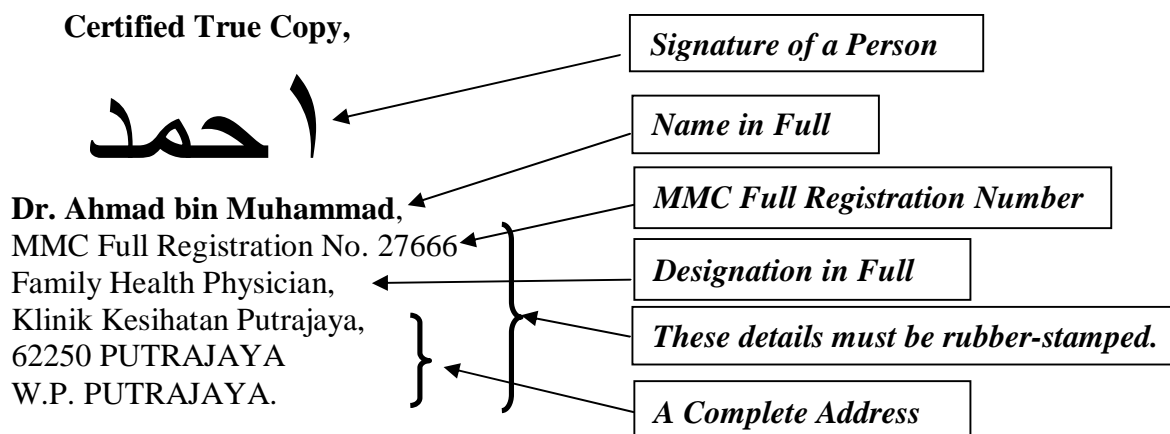 Certified True Copy,
Signature of a Person
احمد
Name in Full
Dr. Ahmad bin Muhammad,
MMC Full Registration Number
MMC Full Registration No. 27666
Family Health Physician,
Designation in Full
Klinik Kesihatan Putrajaya,
These details must be rubber-stamped.
62250 PUTRAJAYA
W.P. PUTRAJAYA.
A Complete Address